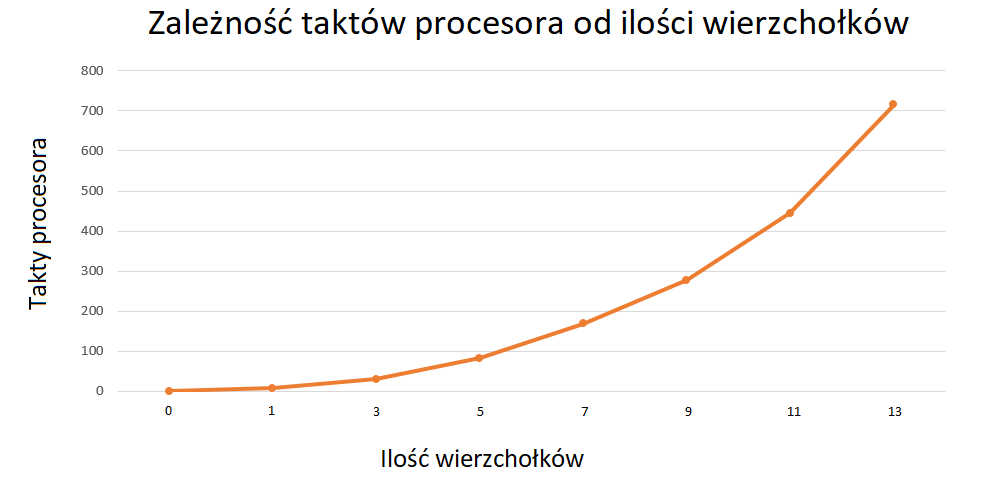 Zależność taktów procesora od ilości wierzchołków
800
700
600
500
400
300
200
100
0
Takty procesora
0 1 3 5 7 9 11 13
Ilość wierzchołków